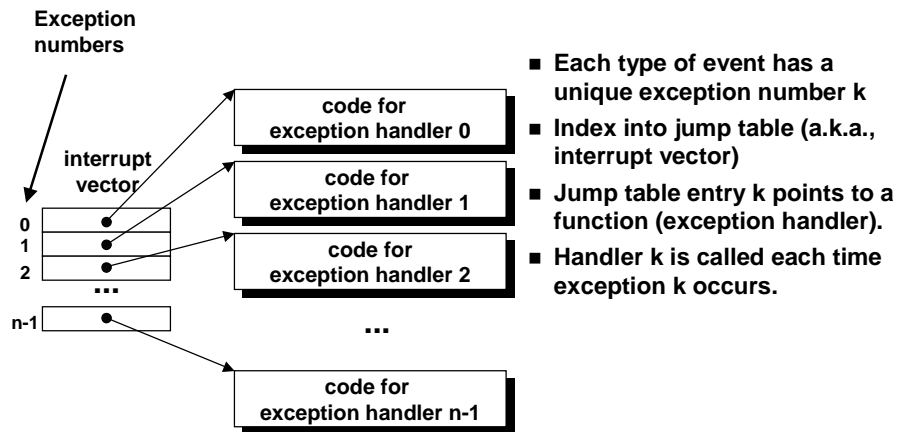 Exception
numbers
interrupt
vector
0
1
2
...
n-1
code for
exception handler 0
code for
exception handler 1
code for
exception handler 2
...
code for
exception handler n-1
■ Each type of event has a
unique exception number k
■ Index into jump table (a.k.a.,
interrupt vector)
■ Jump table entry k points to a
function (exception handler).
■ Handler k is called each time
exception k occurs.